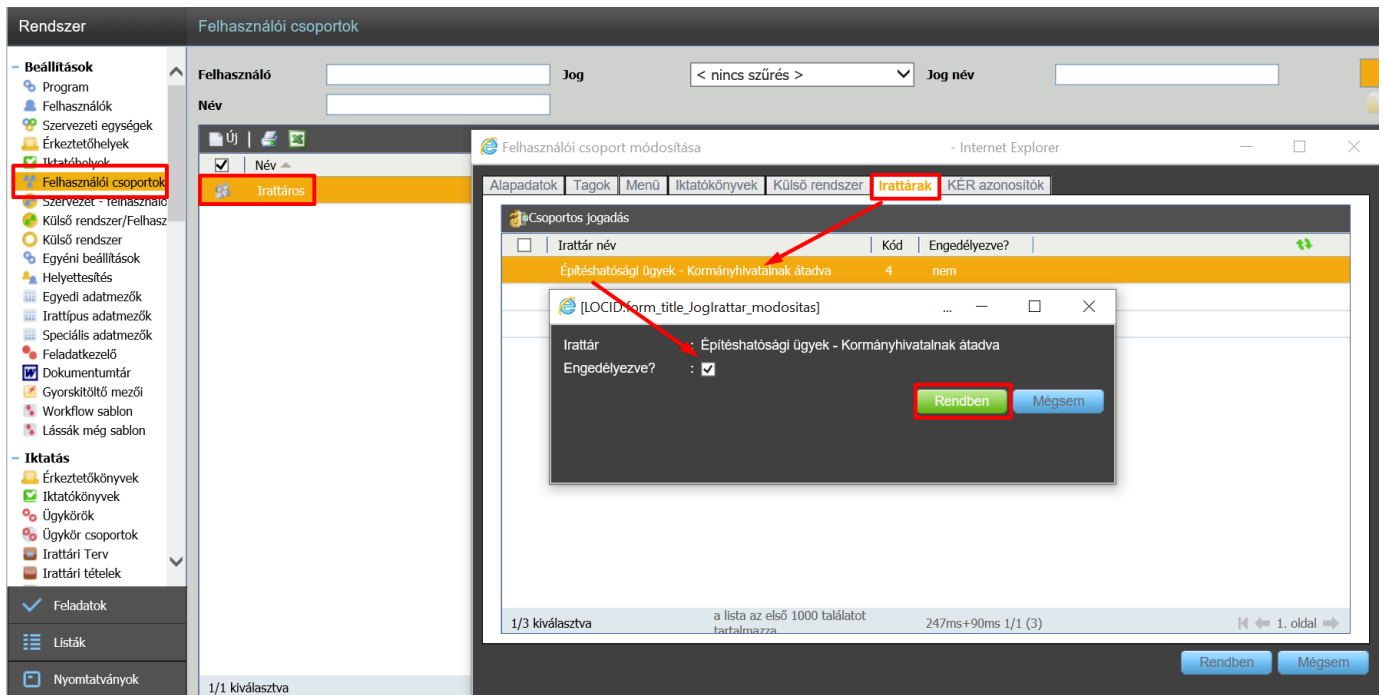 Rendszer
Felhasználói csoportok
Beállítások
Program
Felhasználók
Szervezeti egységek
Érkeztetőhelyek
Iktatóhelyek
Felhasználói csoportok
Szervezet - felhasználó
Külső rendszer/Felhasz
Külső rendszer
Egyéni beállítások
Helyettesítés
Egyedi adatmezők
Irattípus adatmezők
Speciális adatmezők
Feladatkezelő
Dokumentumtár
Gyorskitöltő mezői
Workflow sablon
Lássák még sablon
Iktatás
Érkeztetőkönyvek
Iktatókönyvek
Ügykörök
Ügykör csoportok
Irattári Terv
Irattári tételek
Feladatok
Listák
Nyomtatványok
Felhasználó
Jog
< nincs szűrés >
Jog név
Név
Új
Név
Irattáros
1/1 kiválasztva
Felhasználói csoport módosítása - Internet Explorer
Alapadatok Tagok Menü Iktatókönyvek Külső rendszer Irattárak KÉR azonosítók
Csoportos jogadás
Irattár név Kód Engedélyezve?
Építéshatósági ügyek - Kormányhivatalnak átadva 4 nem
[LOCID:form_title_JogIrattar_modositas] ...
Irattár : Építéshatósági ügyek - Kormányhivatalnak átadva
Engedélyezve? :
Rendben Mégsem
1/3 kiválasztva
a lista az első 1000 találatot
tartalmazza
247ms+90ms 1/1 (3)
1. oldal
Rendben Mégsem